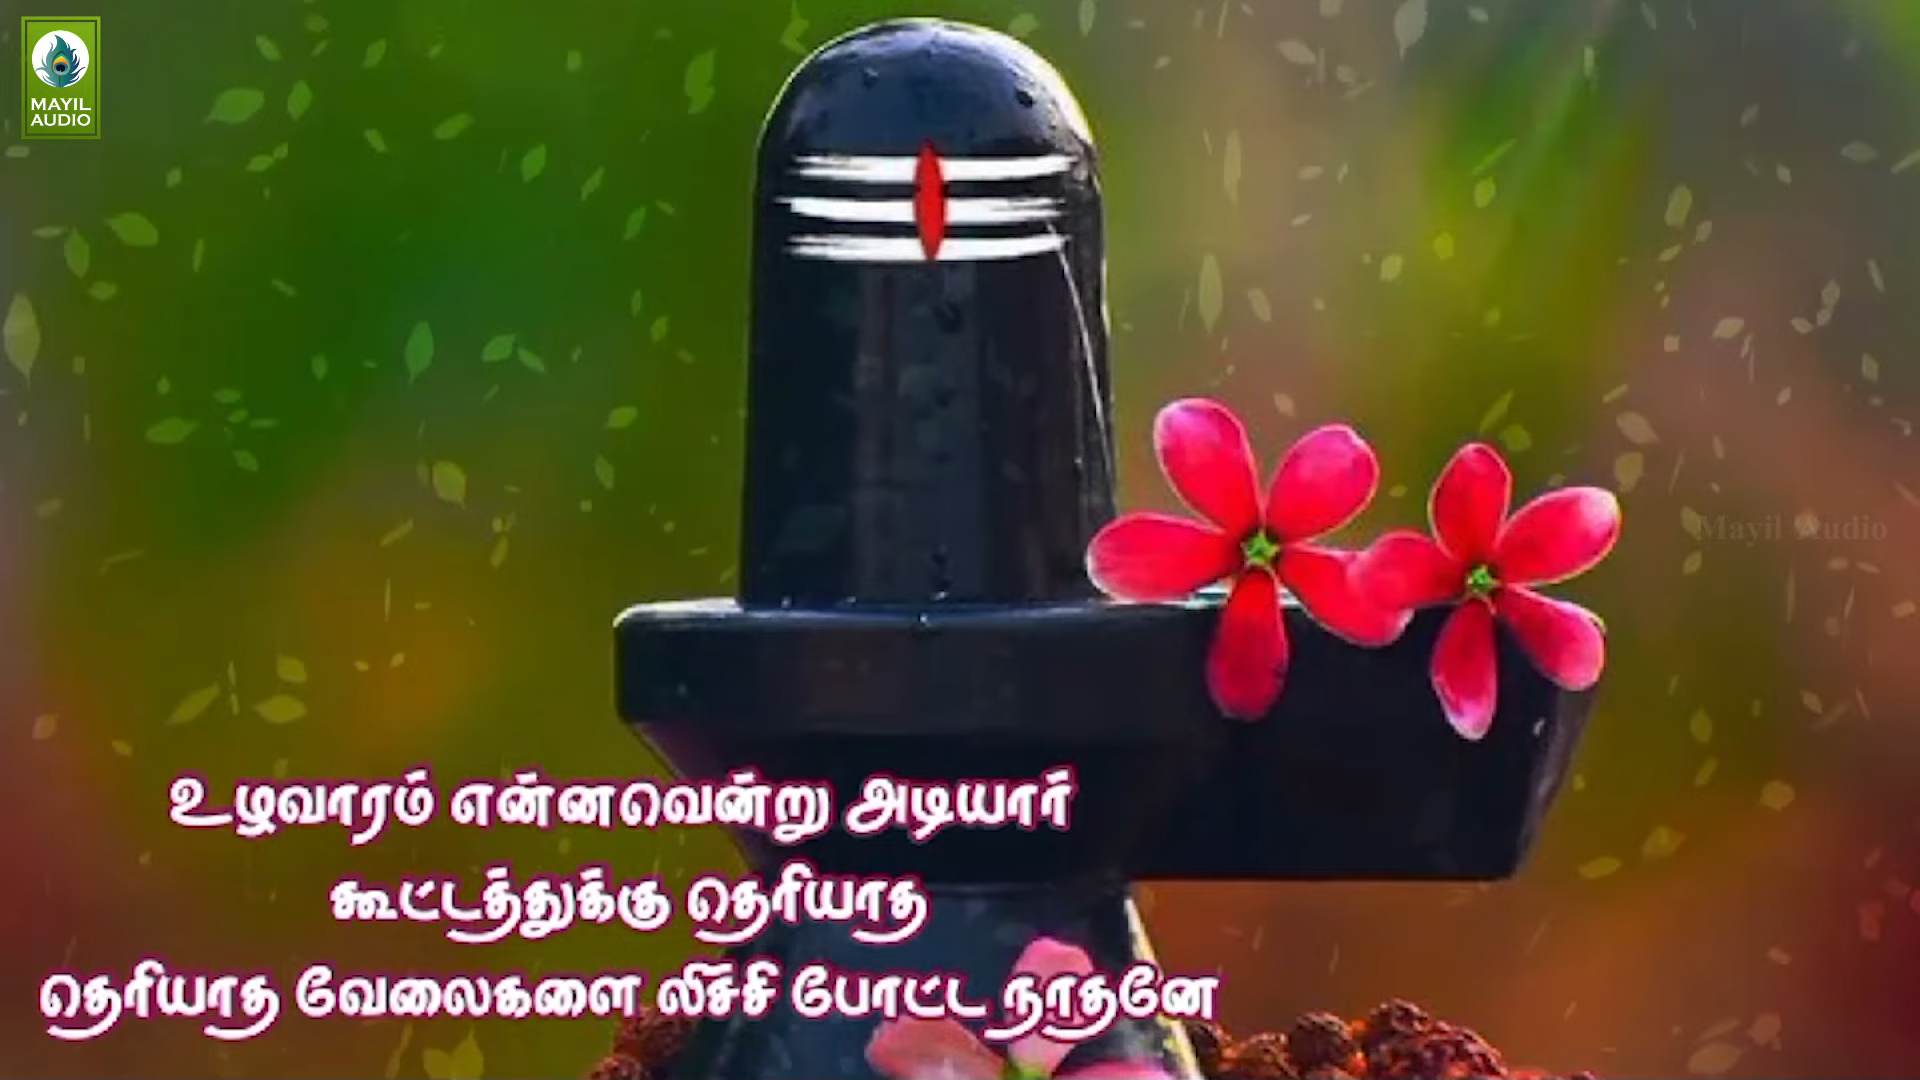 MAYIL
AUDIO
Mayil Audio
உழவாரம் என்னவென்று அடியார்
கூட்டத்துக்கு தெரியாத
தெரியாத வேலைகளை லிச்சி போட்ட நாதனே